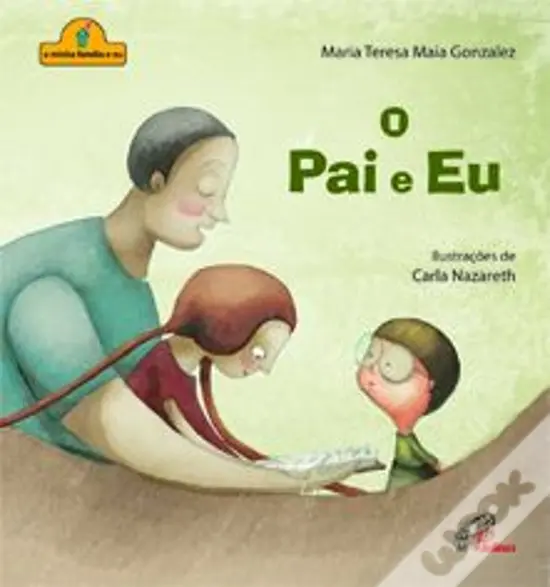 a minha família e eu
Maria Teresa Maia Gonzalez
O
Pai e Eu
Ilustrações de
Carla Nazareth
wook